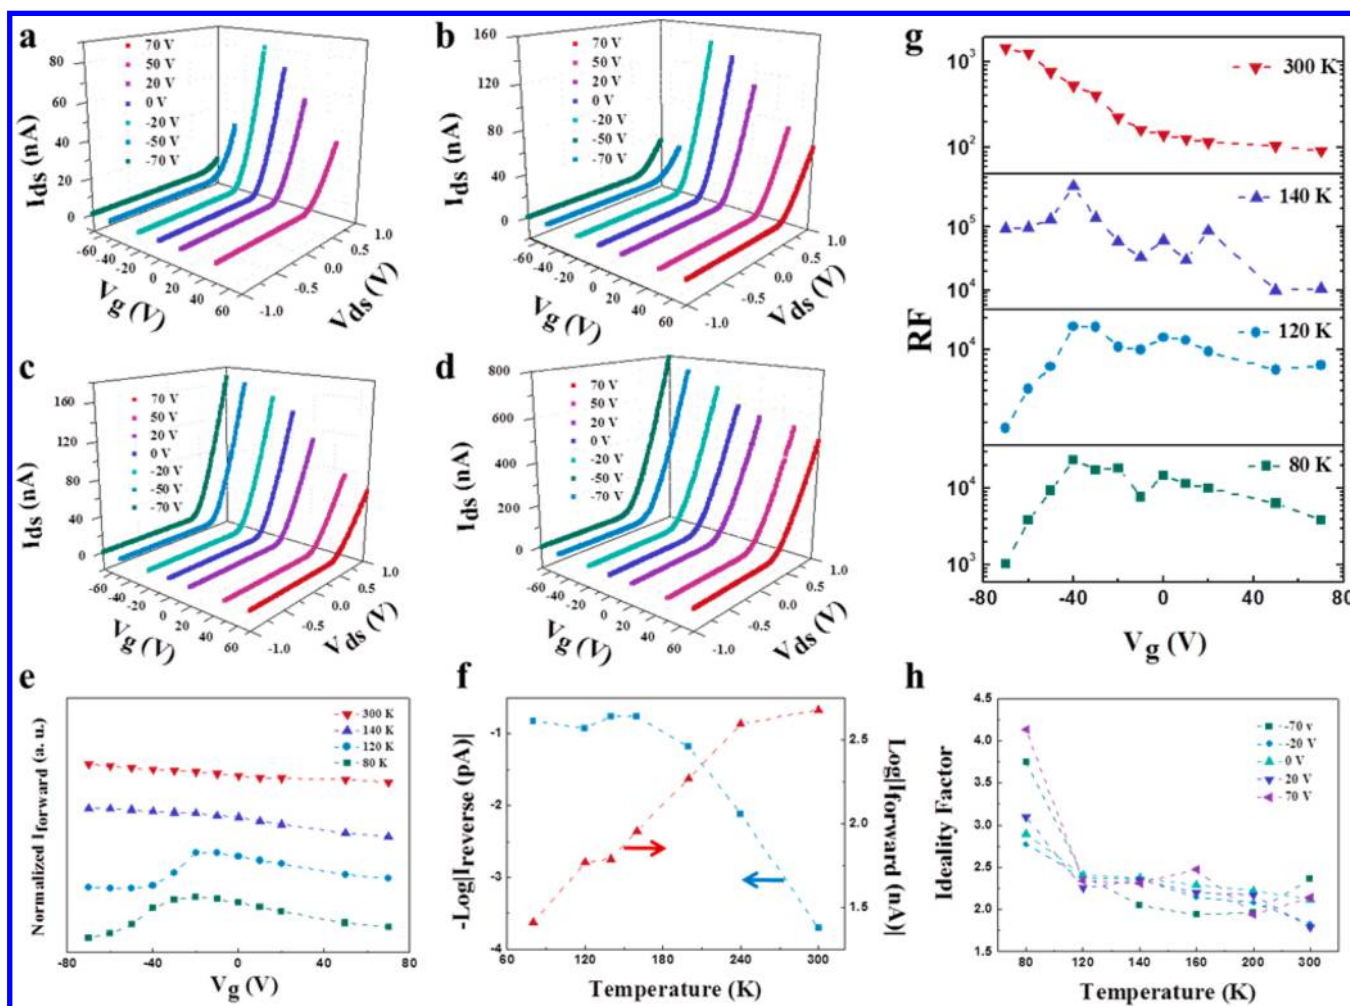 a
80
60
40
20
0
Ids (nA)
70 V
50 V
20 V
0 V
-20 V
-50 V
-70 V
-60
-40
-20
0
20
40
60
Vg (V)
-1.0
-0.5
0.0
0.5
1.0
Vds (V)
b
160
120
80
40
0
Ids (nA)
70 V
50 V
20 V
0 V
-20 V
-50 V
-70 V
-60
-40
-20
0
20
40
60
Vg (V)
-1.0
-0.5
0.0
0.5
1.0
Vds (V)
c
160
120
80
40
0
Ids (nA)
70 V
50 V
20 V
0 V
-20 V
-50 V
-70 V
-60
-40
-20
0
20
40
60
Vg (V)
-1.0
-0.5
0.0
0.5
1.0
Vds (V)
d
800
600
400
200
0
Ids (nA)
70 V
50 V
20 V
0 V
-20 V
-50 V
-70 V
-60
-40
-20
0
20
40
60
Vg (V)
-1.0
-0.5
0.0
0.5
1.0
Vds (V)
g
10³
10²
300 K
10⁵
10⁴
140 K
10⁴
120 K
10⁴
10³
80 K
RF
-80 -40 0 40 80
Vg (V)
e
Normalized Iforward (a. u.)
300 K
140 K
120 K
80 K
-80 -40 0 40 80
Vg (V)
f
-Log|Ireverse (pA)|
-1
-2
-3
-4
2.5
2.0
1.5
Log|Iforward (nA)|
60 120 180 240 300
Temperature (K)
h
Ideality Factor
4.5
4.0
3.5
3.0
2.5
2.0
1.5
-70 v
-20 V
0 V
20 V
70 V
80 120 140 160 200 300
Temperature (K)